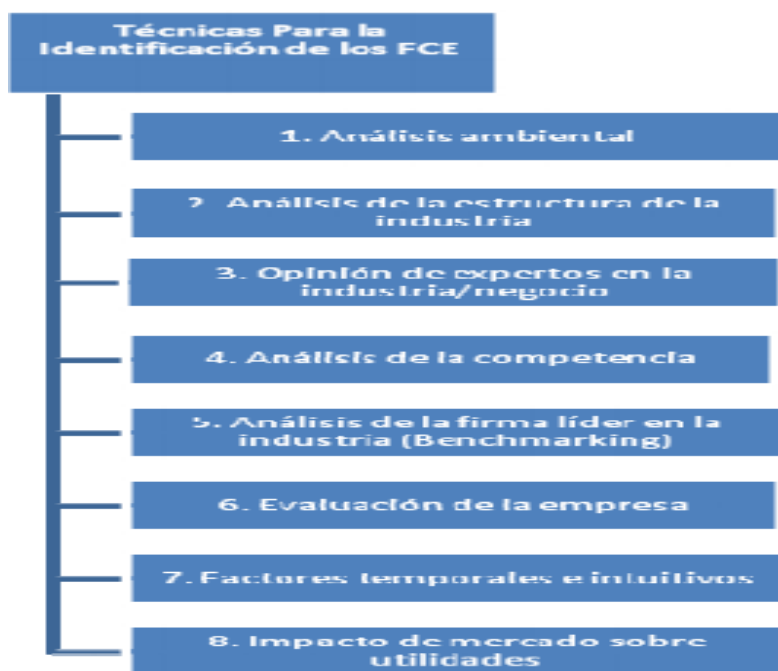 Técnicas Para la
Identificación de los FCE
1. Análisis ambiental
2. Análisis de la estructura de la
industria
3. Opinión de expertos en la
industria/negocio
4. Análisis de la competencia
5. Análisis de la firma líder en la
industria (Benchmarking)
6. Evaluación de la empresa
7. Factores temporales e intuitivos
8. Impacto de mercado sobre
utilidades